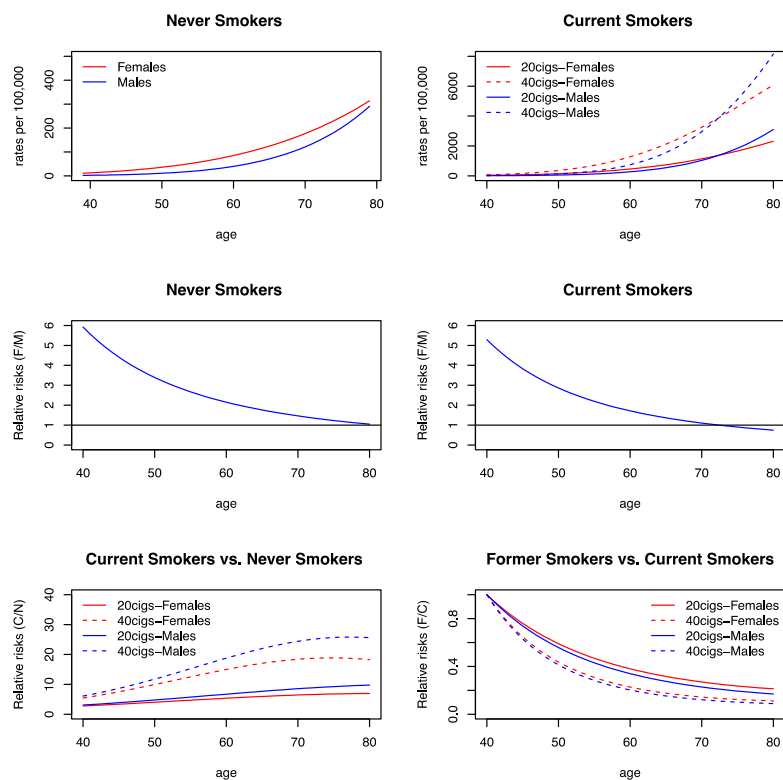 Never Smokers
rates per 100,000
0
200
400
Females
Males
40
50
60
70
80
age
Current Smokers
rates per 100,000
0
2000
6000
20cigs−Females
40cigs−Females
20cigs−Males
40cigs−Males
40
50
60
70
80
age
Never Smokers
Relative risks (F/M)
0
1
2
3
4
5
6
40
50
60
70
80
age
Current Smokers
Relative risks (F/M)
0
1
2
3
4
5
6
40
50
60
70
80
age
Current Smokers vs. Never Smokers
Relative risks (C/N)
0
10
20
30
40
20cigs−Females
40cigs−Females
20cigs−Males
40cigs−Males
40
50
60
70
80
age
Former Smokers vs. Current Smokers
Relative risks (F/C)
0.0
0.4
0.8
20cigs−Females
40cigs−Females
20cigs−Males
40cigs−Males
40
50
60
70
80
age